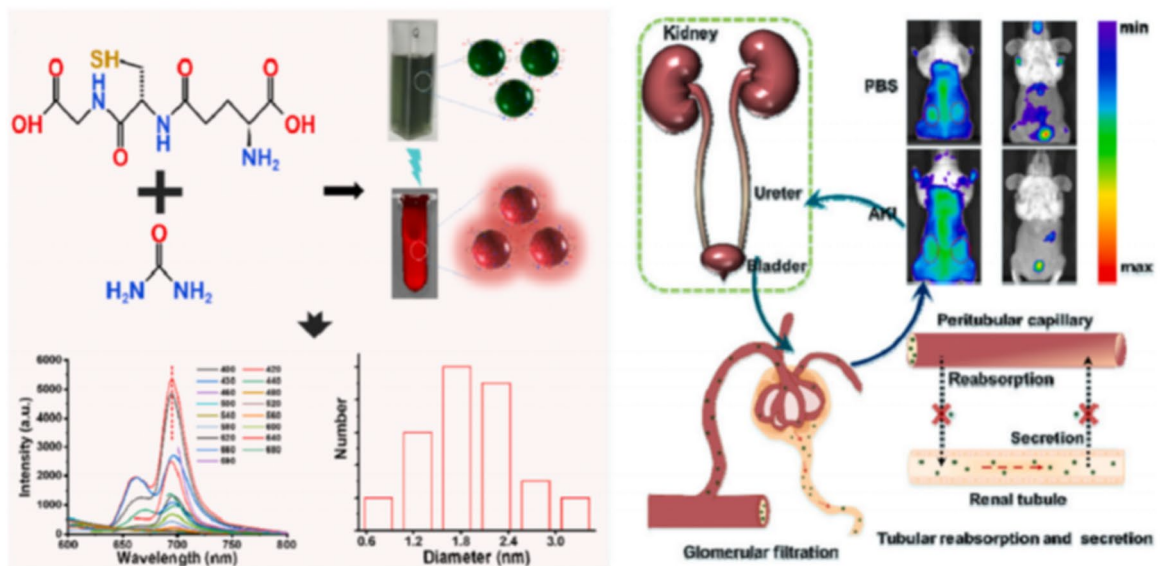 SH
O
H
N
O
O
OH
O
N
H
NH₂
OH
O
H₂N
NH₂
6000
5000
4000
3000
2000
1000
0
Intensity (a.u.)
600
700
800
Wavelength (nm)
400 420
430 440
460 480
500 520
540 560
580 600
620 640
660 680
690
Number
0.6
1.2
1.8
2.4
3.0
Diameter (nm)
Kidney
Ureter
Bladder
PBS
AKI
min
max
Peritubular capillary
Reabsorption
Secretion
Renal tubule
Glomerular filtration
Tubular reabsorption and secretion